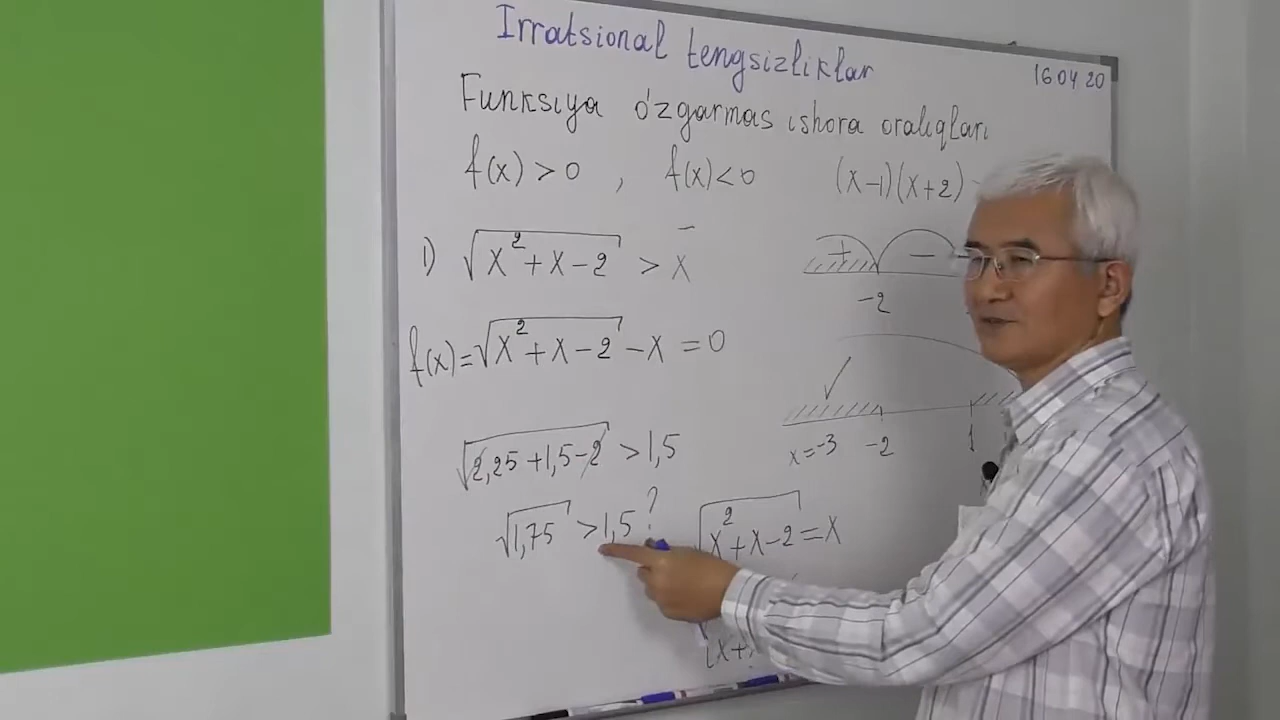 Irratsional tengsizliklar
16 04 20
Funksiya o'zgarmas ishora oraliqlari
f(x) > 0 , f(x) < 0 (x-1)(x+2)
1) √(x²+x-2) > x
+ -
-2
f(x) = √(x²+x-2) - x = 0
x=-3 -2 1
√(2,25+1,5-2) > 1,5
√1,75 > 1,5 ?
√(x²+x-2) = x